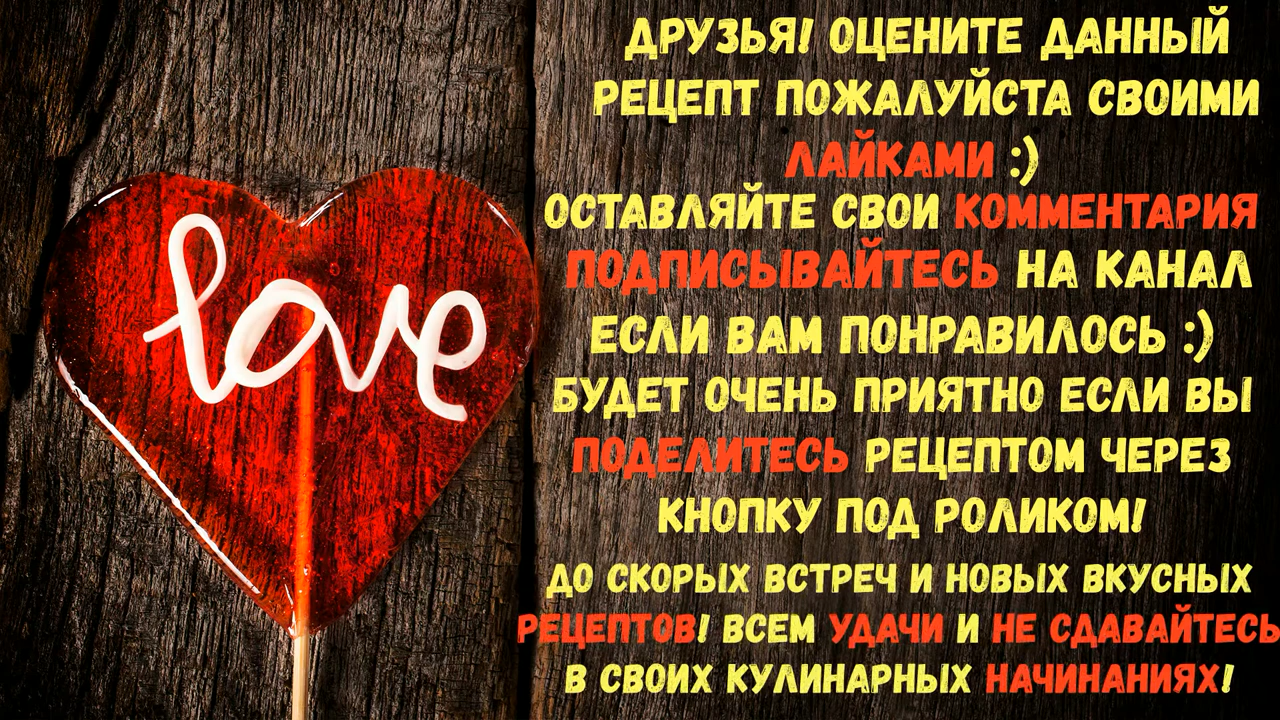 love
ДРУЗЬЯ! ОЦЕНИТЕ ДАННЫЙ
РЕЦЕПТ ПОЖАЛУЙСТА СВОИМИ
ЛАЙКАМИ :)
ОСТАВЛЯЙТЕ СВОИ КОММЕНТАРИЯ
ПОДПИСЫВАЙТЕСЬ НА КАНАЛ
ЕСЛИ ВАМ ПОНРАВИЛОСЬ :)
БУДЕТ ОЧЕНЬ ПРИЯТНО ЕСЛИ ВЫ
ПОДЕЛИТЕСЬ РЕЦЕПТОМ ЧЕРЕЗ
КНОПКУ ПОД РОЛИКОМ!
ДО СКОРЫХ ВСТРЕЧ И НОВЫХ ВКУСНЫХ
РЕЦЕПТОВ! ВСЕМ УДАЧИ И НЕ СДАВАЙТЕСЬ
В СВОИХ КУЛИНАРНЫХ НАЧИНАНИЯХ!